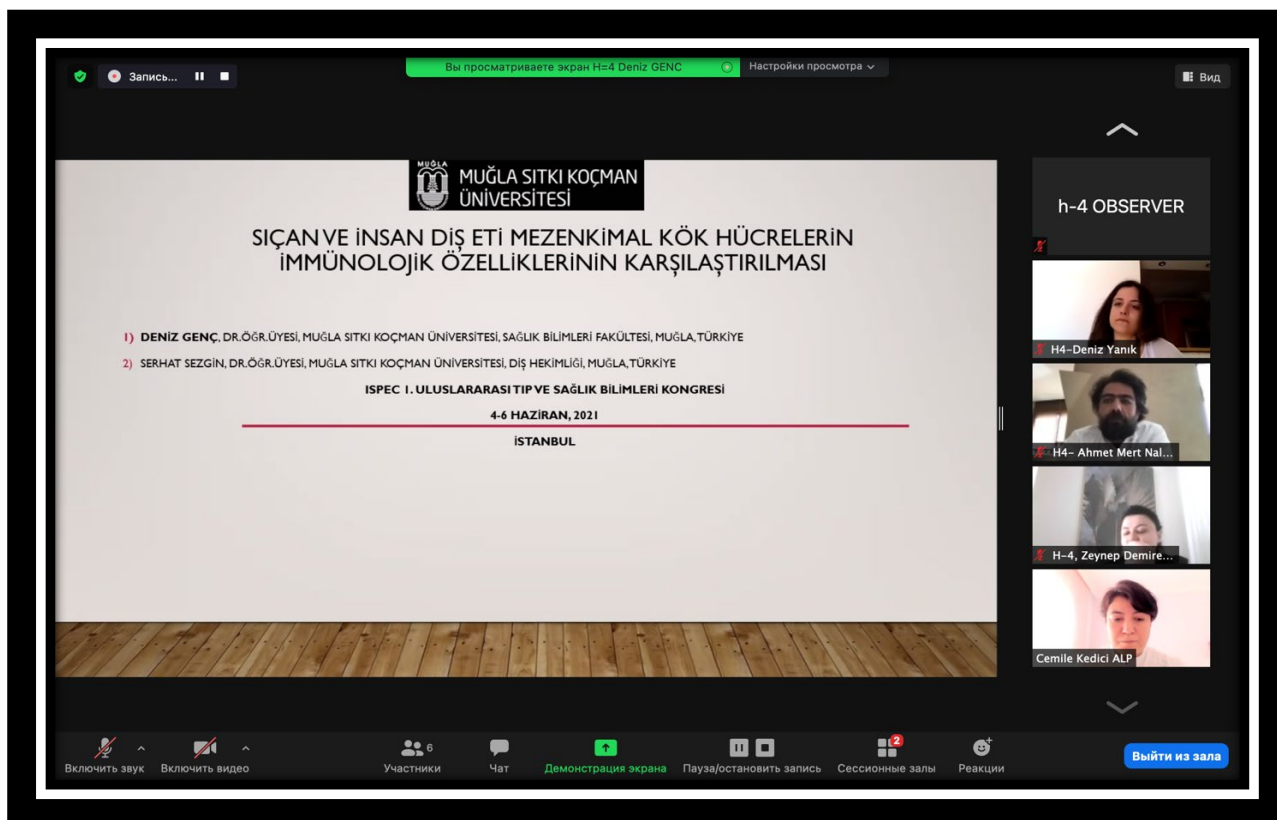 Запись...
Вы просматриваете экран H=4 Deniz GENC
Настройки просмотра
Вид
MUĞLA
MUĞLA SITKI KOÇMAN
ÜNİVERSİTESİ
SIÇAN VE İNSAN DİŞ ETİ MEZENKİMAL KÖK HÜCRELERİN
İMMÜNOLOJİK ÖZELLİKLERİNİN KARŞILAŞTIRILMASI
1) DENİZ GENÇ, DR.ÖĞR.ÜYESİ, MUĞLA SITKI KOÇMAN ÜNİVERSİTESİ, SAĞLIK BİLİMLERİ FAKÜLTESİ, MUĞLA, TÜRKİYE
2) SERHAT SEZGİN, DR.ÖĞR.ÜYESİ, MUĞLA SITKI KOÇMAN ÜNİVERSİTESİ, DİŞ HEKİMLİĞİ, MUĞLA, TÜRKİYE
ISPEC 1. ULUSLARARASI TIP VE SAĞLIK BİLİMLERİ KONGRESİ
4-6 HAZİRAN, 2021
İSTANBUL
h-4 OBSERVER
H4-Deniz Yanık
H4- Ahmet Mert Nal...
H-4, Zeynep Demire...
Cemile Kedici ALP
Включить звук
Включить видео
6
Участники
Чат
Демонстрация экрана
Пауза/остановить запись
2
Сессионные залы
Реакции
Выйти из зала